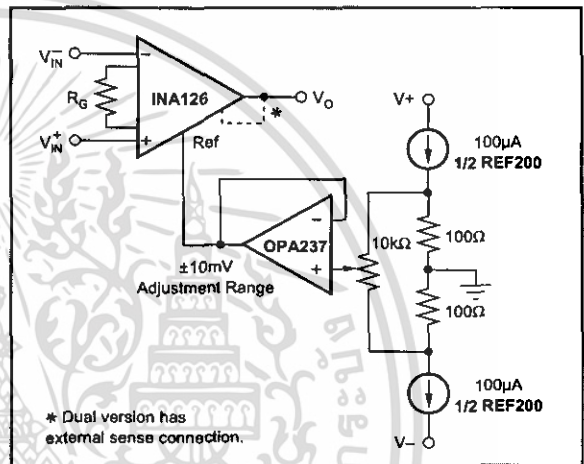 V⁻IN
RG
V⁺IN
INA126
VO
*
Ref
−
+
OPA237
−
+
±10mV
Adjustment Range
10kΩ
V+
100µA
1/2 REF200
100Ω
100Ω
100µA
1/2 REF200
V−
* Dual version has
external sense connection.